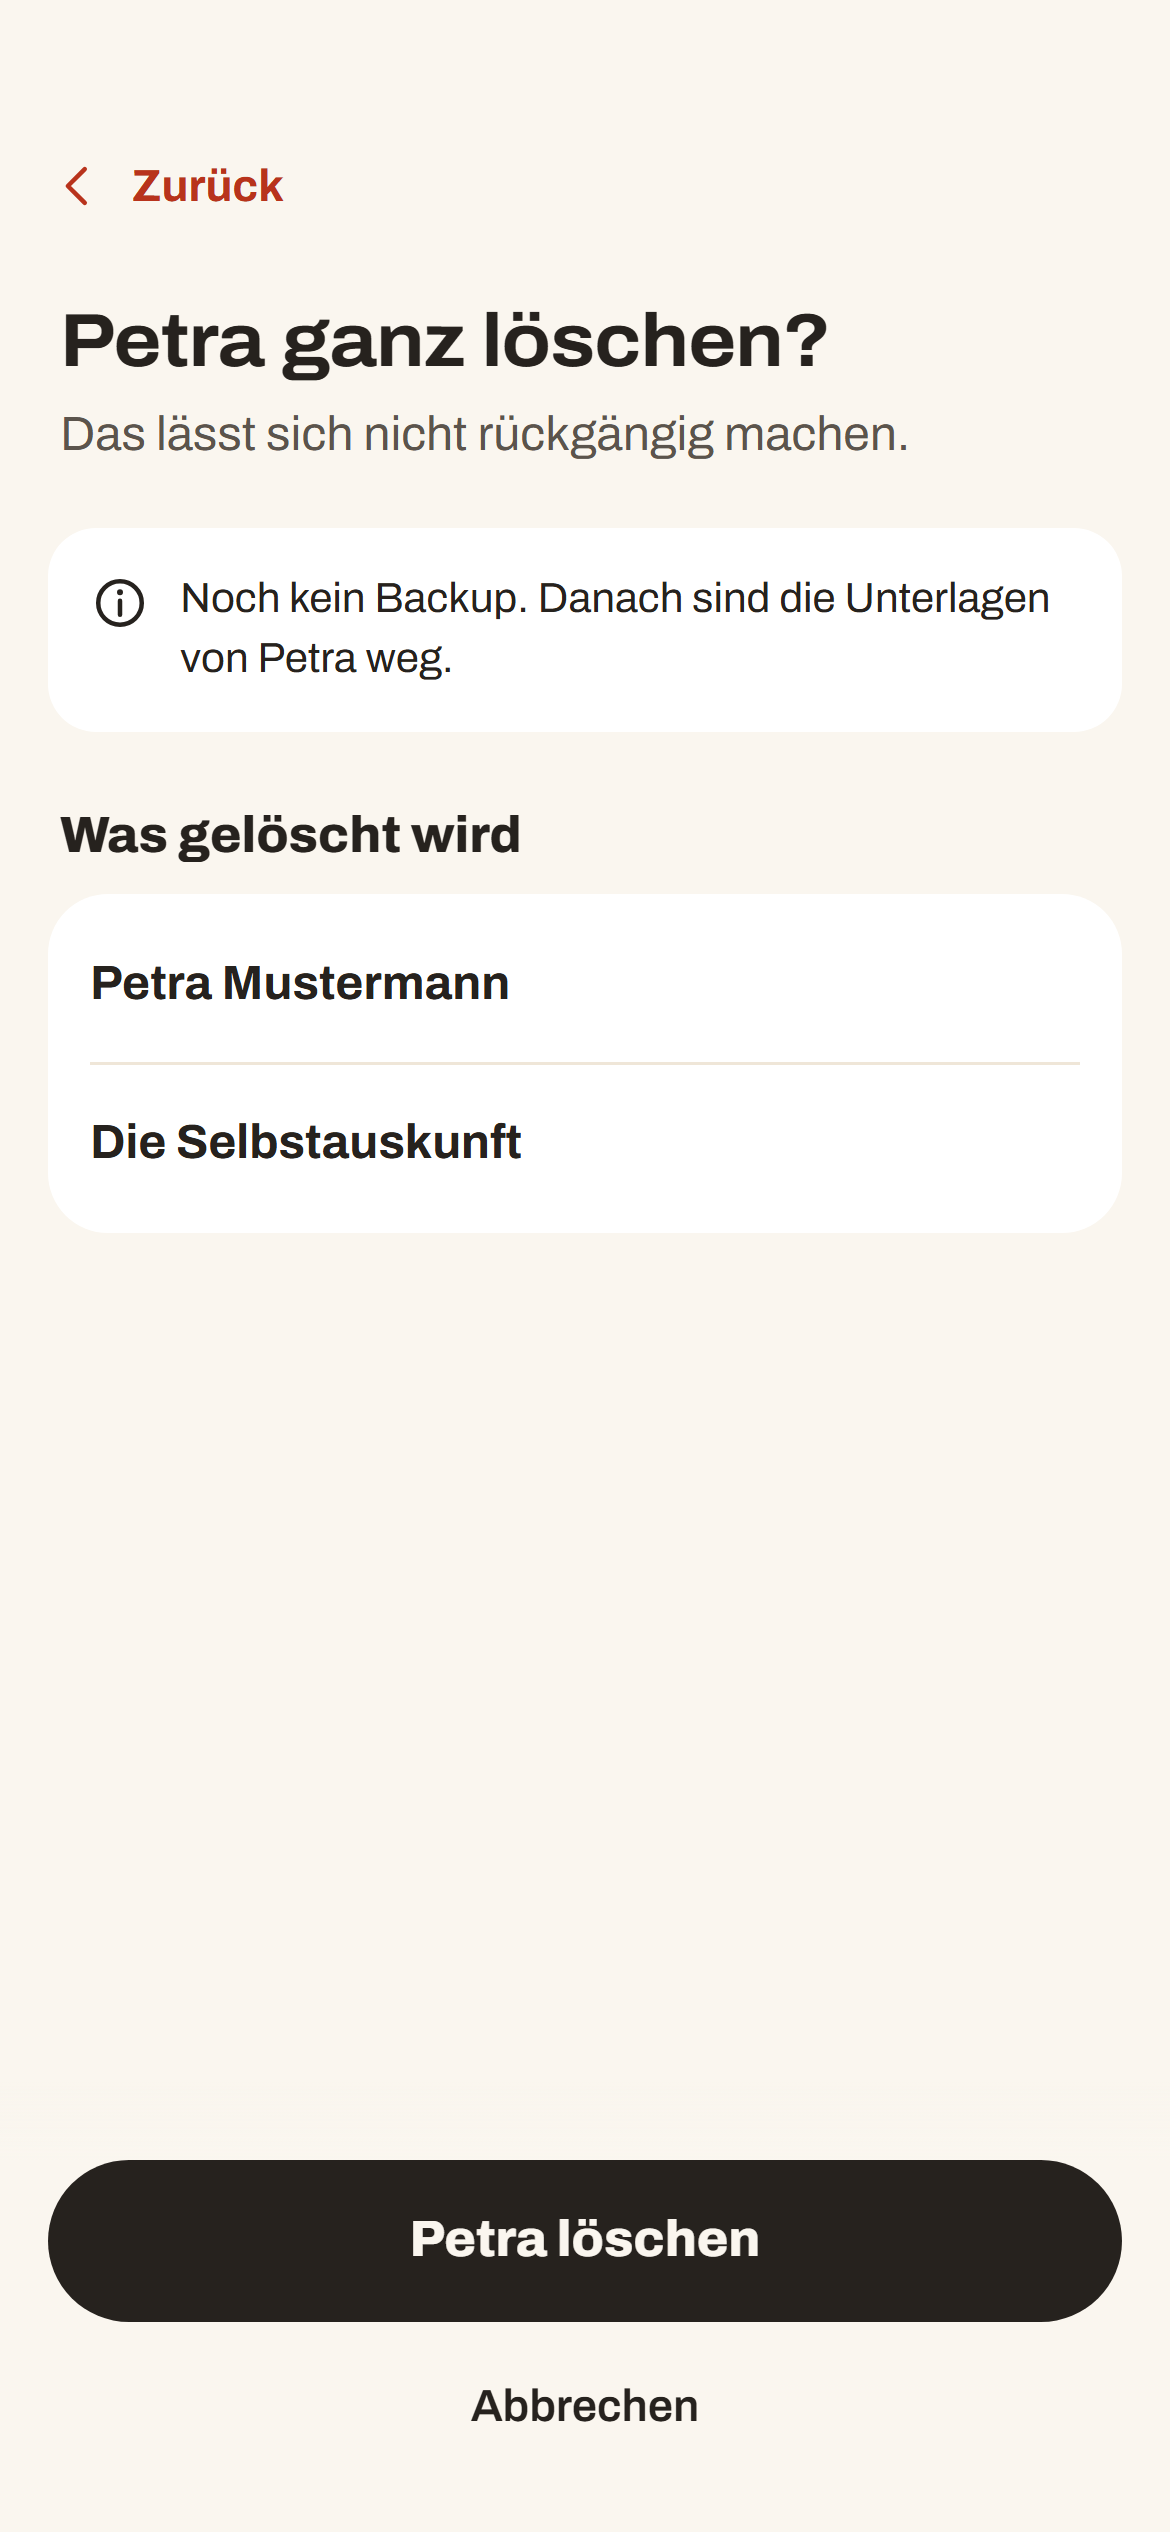 Zurück
Petra ganz löschen?
Das lässt sich nicht rückgängig machen.
Noch kein Backup. Danach sind die Unterlagen
von Petra weg.
Was gelöscht wird
Petra Mustermann
Die Selbstauskunft
Petra löschen
Abbrechen